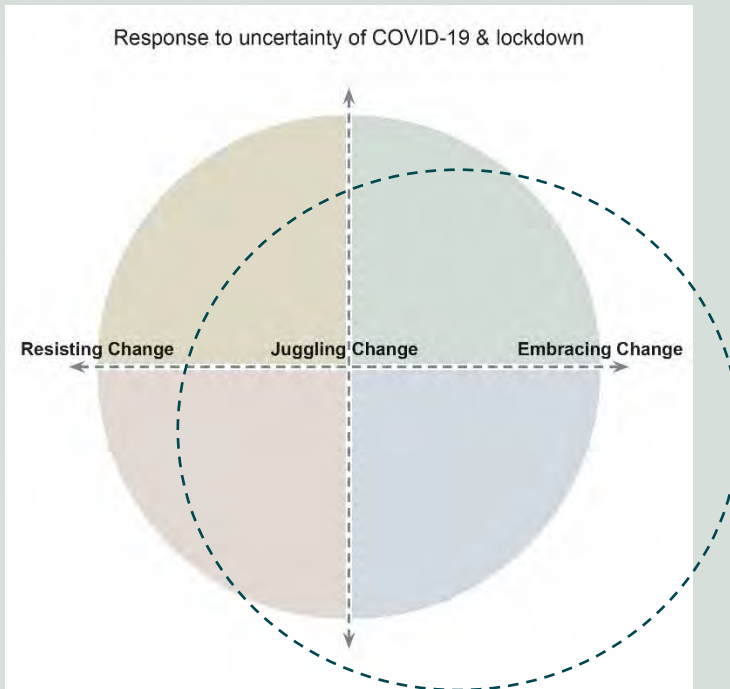 Response to uncertainty of COVID-19 & lockdown
Resisting Change
Juggling Change
Embracing Change